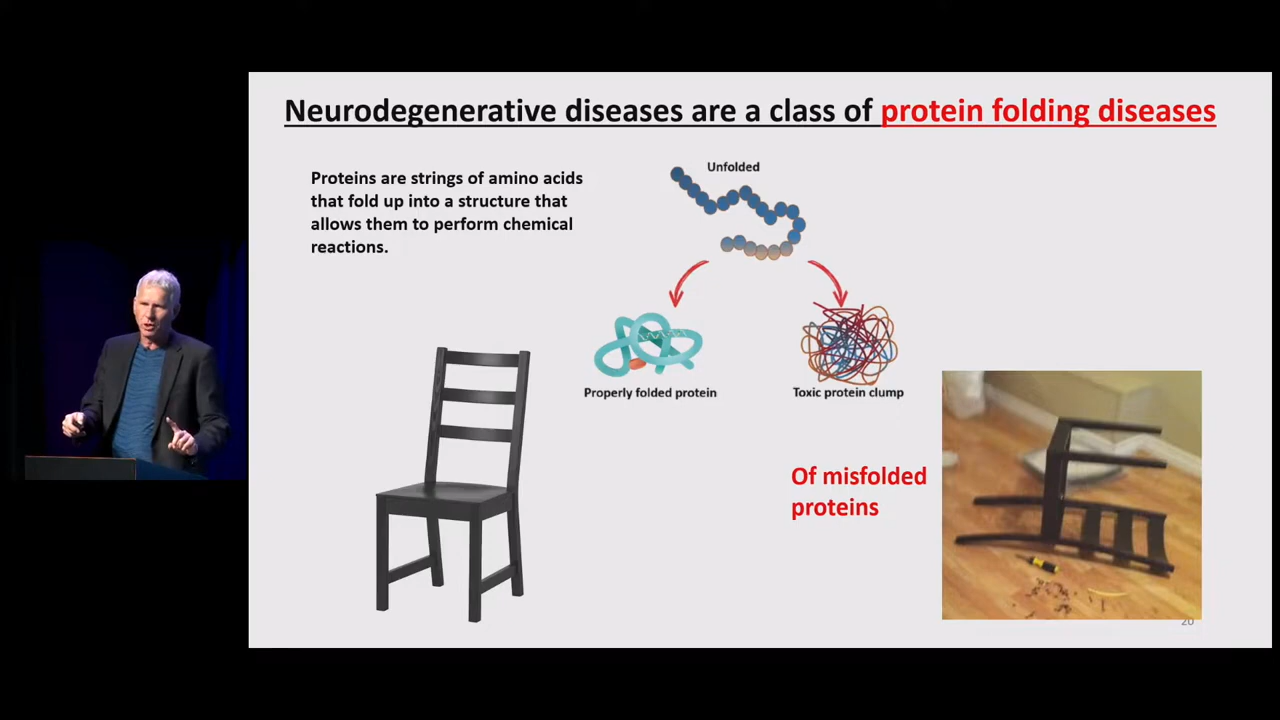 Neurodegenerative diseases are a class of protein folding diseases
Proteins are strings of amino acids
that fold up into a structure that
allows them to perform chemical
reactions.
Unfolded
Properly folded protein
Toxic protein clump
Of misfolded
proteins
20